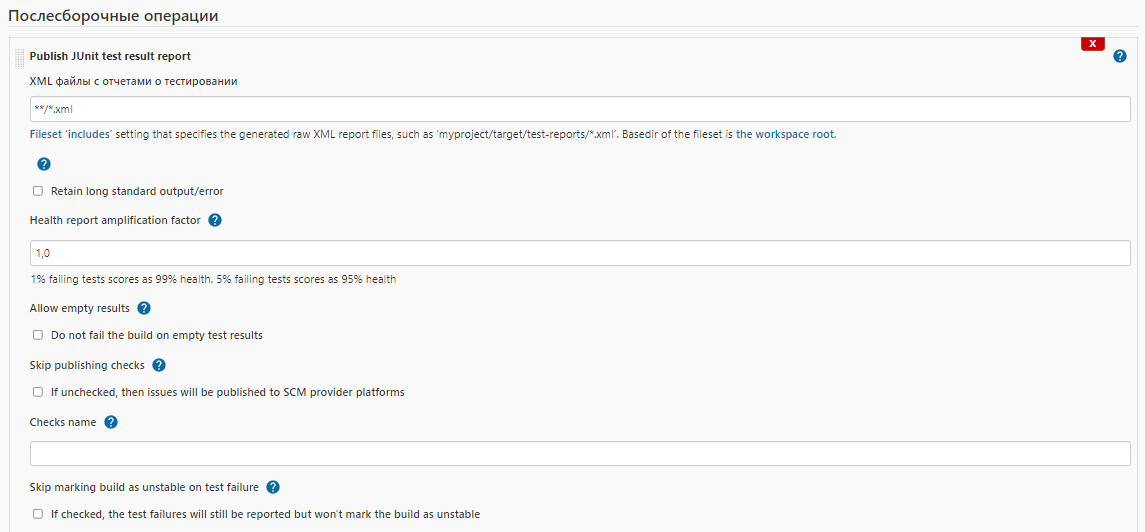 Послесборочные операции
X
Publish JUnit test result report
?
XML файлы с отчетами о тестировании
**/*.xml
Fileset 'includes' setting that specifies the generated raw XML report files, such as 'myproject/target/test-reports/*.xml'. Basedir of the fileset is the workspace root.
?
Retain long standard output/error
Health report amplification factor ?
1,0
1% failing tests scores as 99% health. 5% failing tests scores as 95% health
Allow empty results ?
Do not fail the build on empty test results
Skip publishing checks ?
If unchecked, then issues will be published to SCM provider platforms
Checks name ?
Skip marking build as unstable on test failure ?
If checked, the test failures will still be reported but won't mark the build as unstable